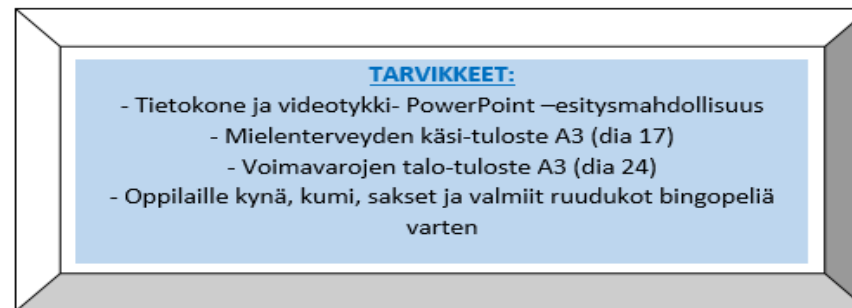 TARVIKKEET:
- Tietokone ja videotykki- PowerPoint –esitysmahdollisuus
- Mielenterveyden käsi-tuloste A3 (dia 17)
- Voimavarojen talo-tuloste A3 (dia 24)
- Oppilaille kynä, kumi, sakset ja valmiit ruudukot bingopeliä
varten